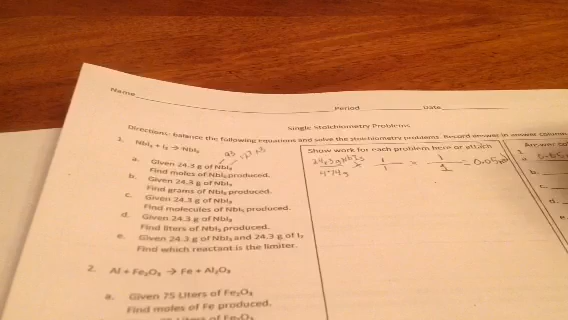 Name
Period
Date
Single Stoichiometry Problems
Directions: balance the following equations and solve the stoichiometry problems. Record answer in answer column
Show work for each problem here or attach
1. NbI₃ + I₂ → NbI₅
a. Given 24.3 g of NbI₃
Find moles of NbI₅ produced.
b. Given 24.3 g of NbI₃
Find grams of NbI₅ produced.
c. Given 24.3 g of NbI₃
Find molecules of NbI₅ produced.
d. Given 24.3 g of NbI₃
Find liters of NbI₅ produced.
e. Given 24.3 g of NbI₃ and 24.3 g of I₂
Find which reactant is the limiter.
2. Al + Fe₂O₃ → Fe + Al₂O₃
a. Given 75 Liters of Fe₂O₃
Find moles of Fe produced.